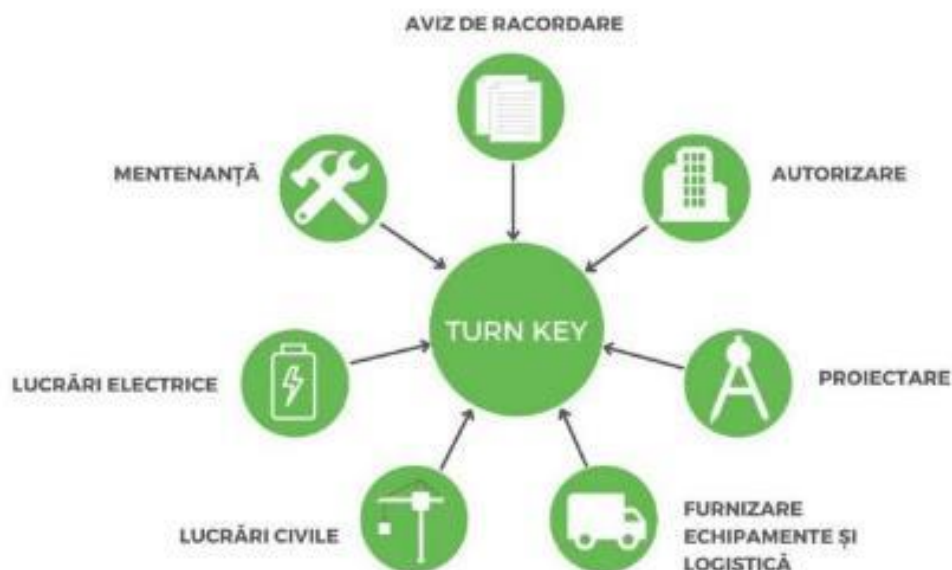 AVIZ DE RACORDARE
MENTENANȚĂ
AUTORIZARE
TURN KEY
LUCRĂRI ELECTRICE
PROIECTARE
LUCRĂRI CIVILE
FURNIZARE
ECHIPAMENTE ȘI
LOGISTICĂ